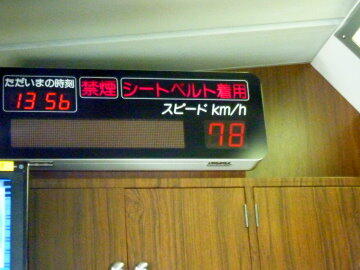 ただいまの時刻
13 56
禁煙 シートベルト着用
スピード km/h
78